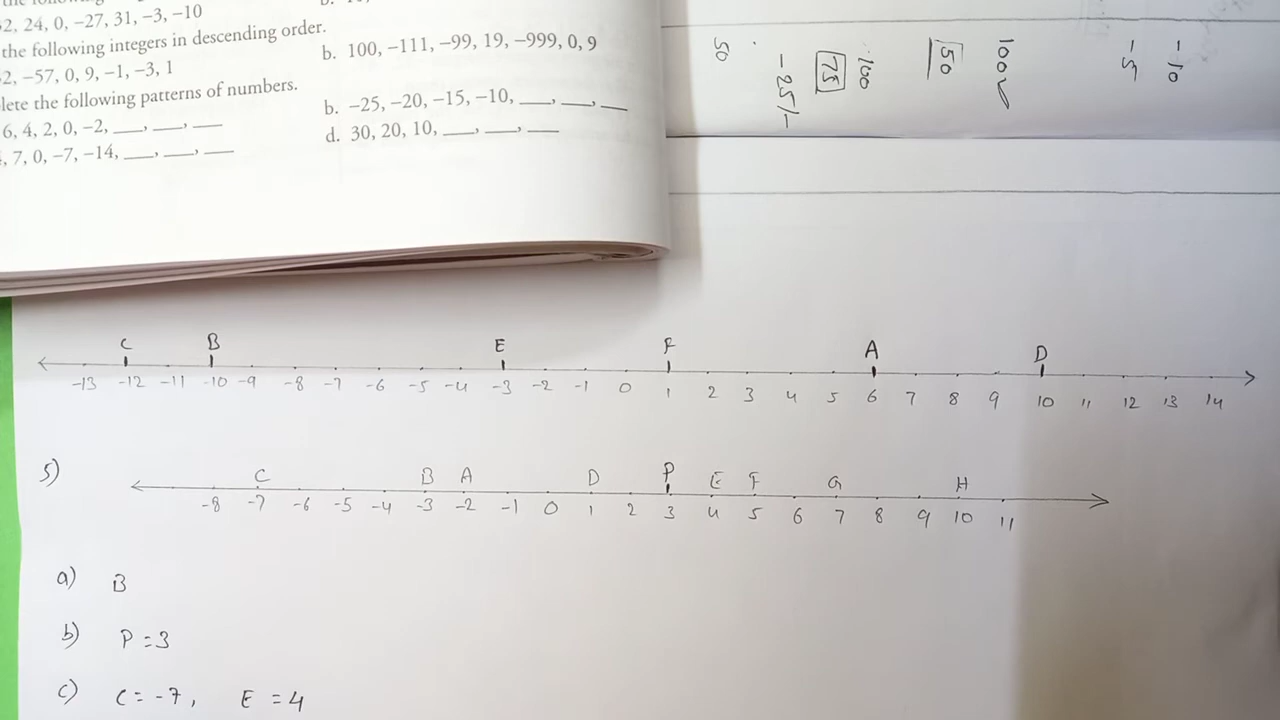 2, 24, 0, −27, 31, −3, −10
the following integers in descending order.
2, −57, 0, 9, −1, −3, 1
b. 100, −111, −99, 19, −999, 0, 9
lete the following patterns of numbers.
6, 4, 2, 0, −2, ___, ___, ___
b. −25, −20, −15, −10, ___, ___, ___
, 7, 0, −7, −14, ___, ___, ___
d. 30, 20, 10, ___, ___, ___
50
-25/-
75
100
50
100
-5
-10
C B E F A D
-13 -12 -11 -10 -9 -8 -7 -6 -5 -4 -3 -2 -1 0 1 2 3 4 5 6 7 8 9 10 11 12 13 14
5)
C B A D P E F G H
-8 -7 -6 -5 -4 -3 -2 -1 0 1 2 3 4 5 6 7 8 9 10 11
a) B
b) P = 3
c) C = -7, E = 4